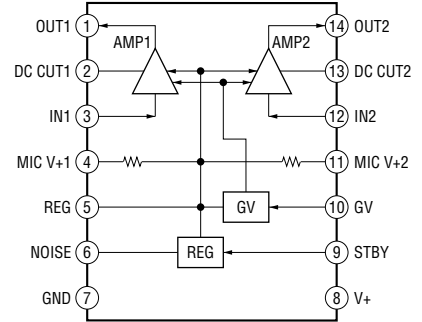 OUT1 1 AMP1 AMP2 14 OUT2
DC CUT1 2 13 DC CUT2
IN1 3 12 IN2
MIC V+1 4 11 MIC V+2
REG 5 GV 10 GV
NOISE 6 REG 9 STBY
GND 7 8 V+